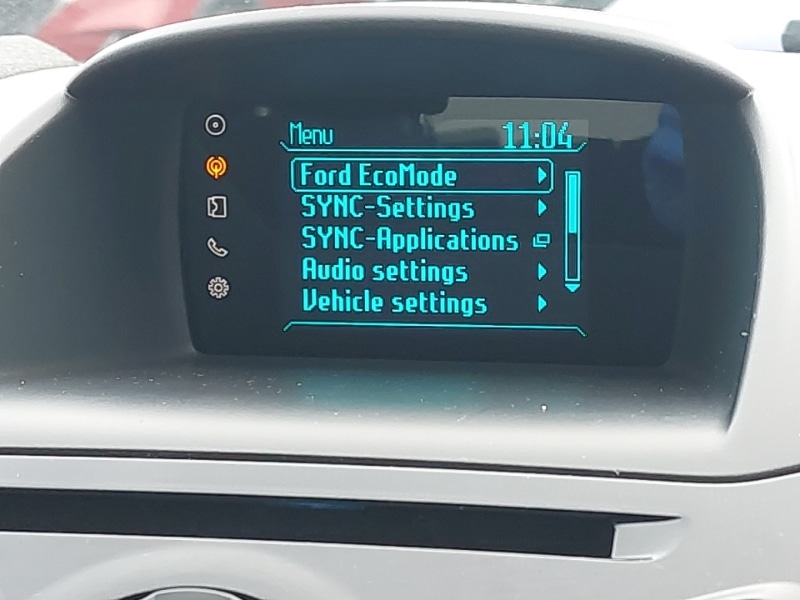 Menu 11:04
Ford EcoMode
SYNC-Settings
SYNC-Applications
Audio settings
Vehicle settings